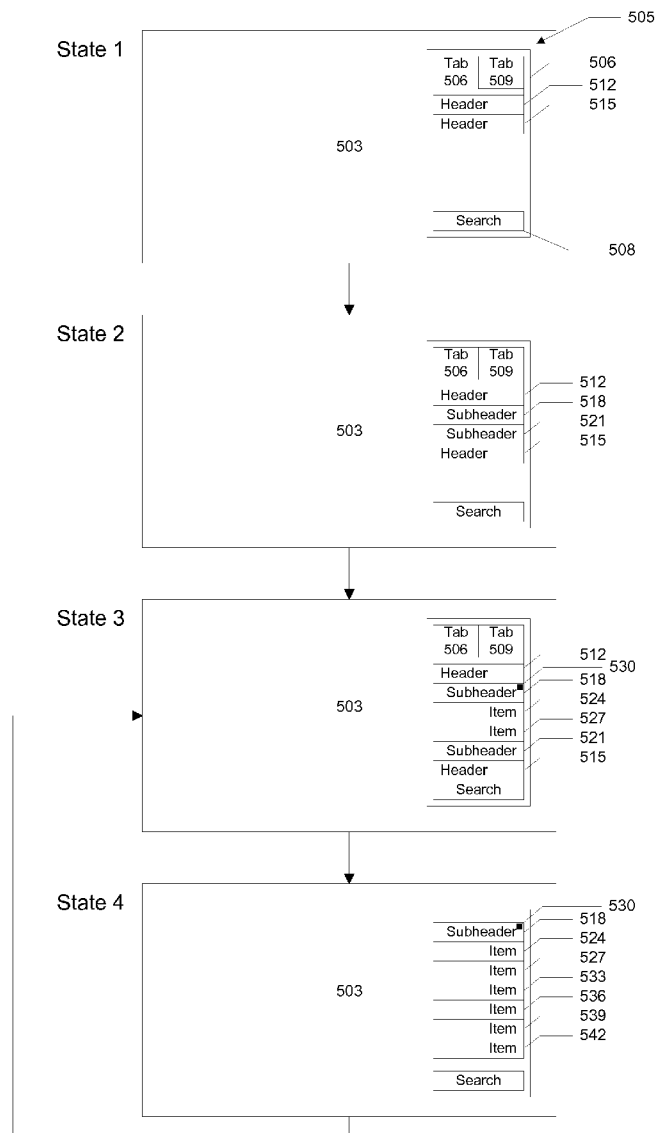 505
State 1
Tab Tab 506
506 509 512
Header 515
Header
503
Search
508
State 2
Tab Tab
506 509
Header 512
Subheader 518
503 Subheader 521
Header 515
Search
State 3
Tab Tab
506 509
Header 512
530
Subheader 518
503 Item 524
Item 527
Subheader 521
Header 515
Search
State 4
530
Subheader 518
Item 524
Item 527
503 Item 533
Item 536
Item 539
Item 542
Search